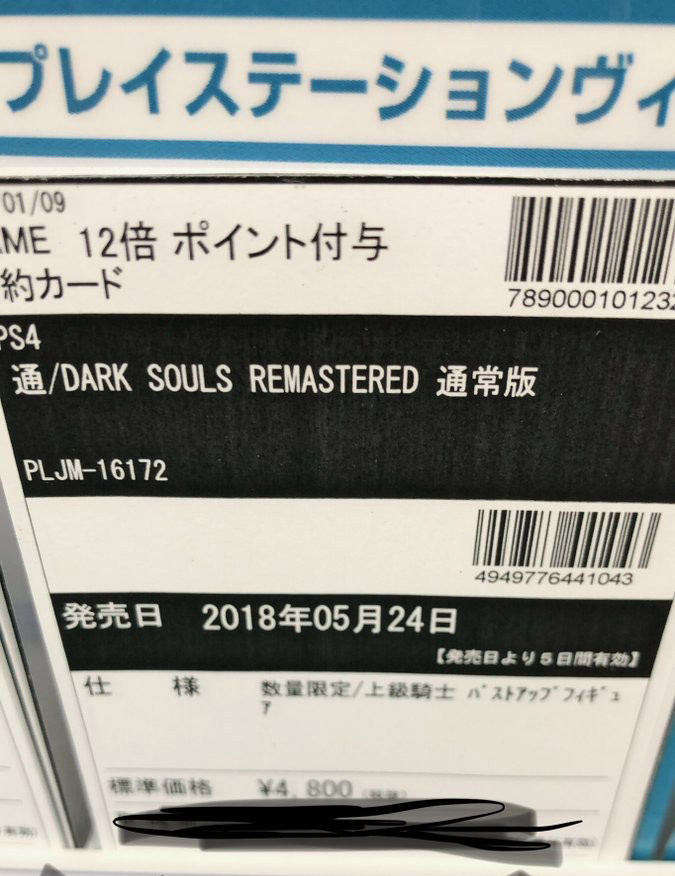 プレイステーションヴィ
01/09
AME 12倍 ポイント付与
約カード
789000101232
PS4
通/DARK SOULS REMASTERED 通常版
PLJM-16172
4949776441043
発売日 2018年05月24日
【発売日より5日間有効】
仕 様 数量限定/上級騎士 ﾊﾞｽﾄｱｯﾌﾟﾌｨｷﾞｭ
ｱ
標準価格 ¥4,800